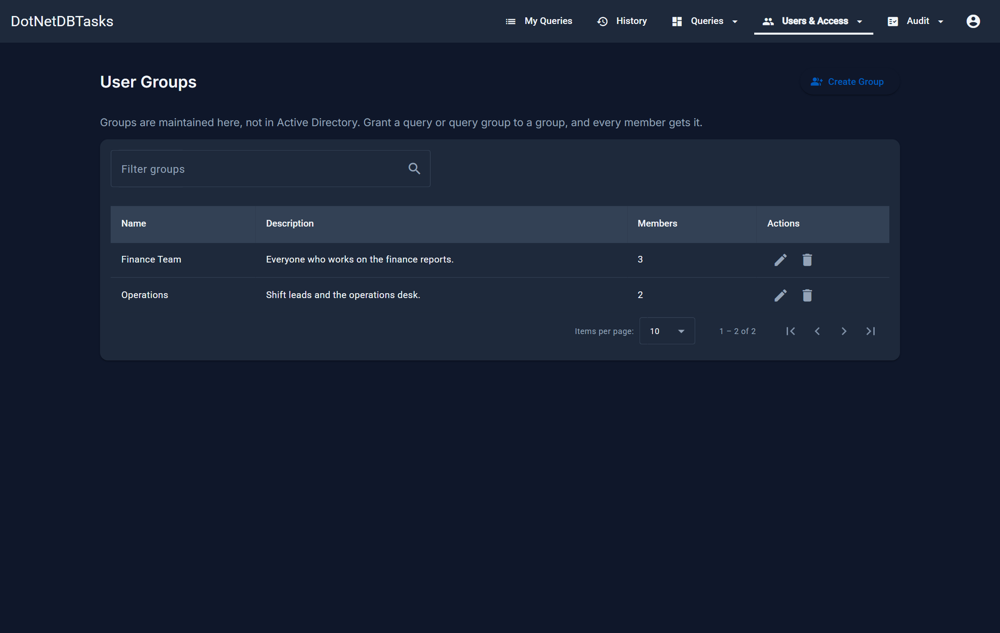 DotNetDBTasks
My Queries
History
Queries
Users & Access
Audit
User Groups
Create Group
Groups are maintained here, not in Active Directory. Grant a query or query group to a group, and every member gets it.
Filter groups
Name Description Members Actions
Finance Team Everyone who works on the finance reports. 3
Operations Shift leads and the operations desk. 2
Items per page: 10 1 – 2 of 2